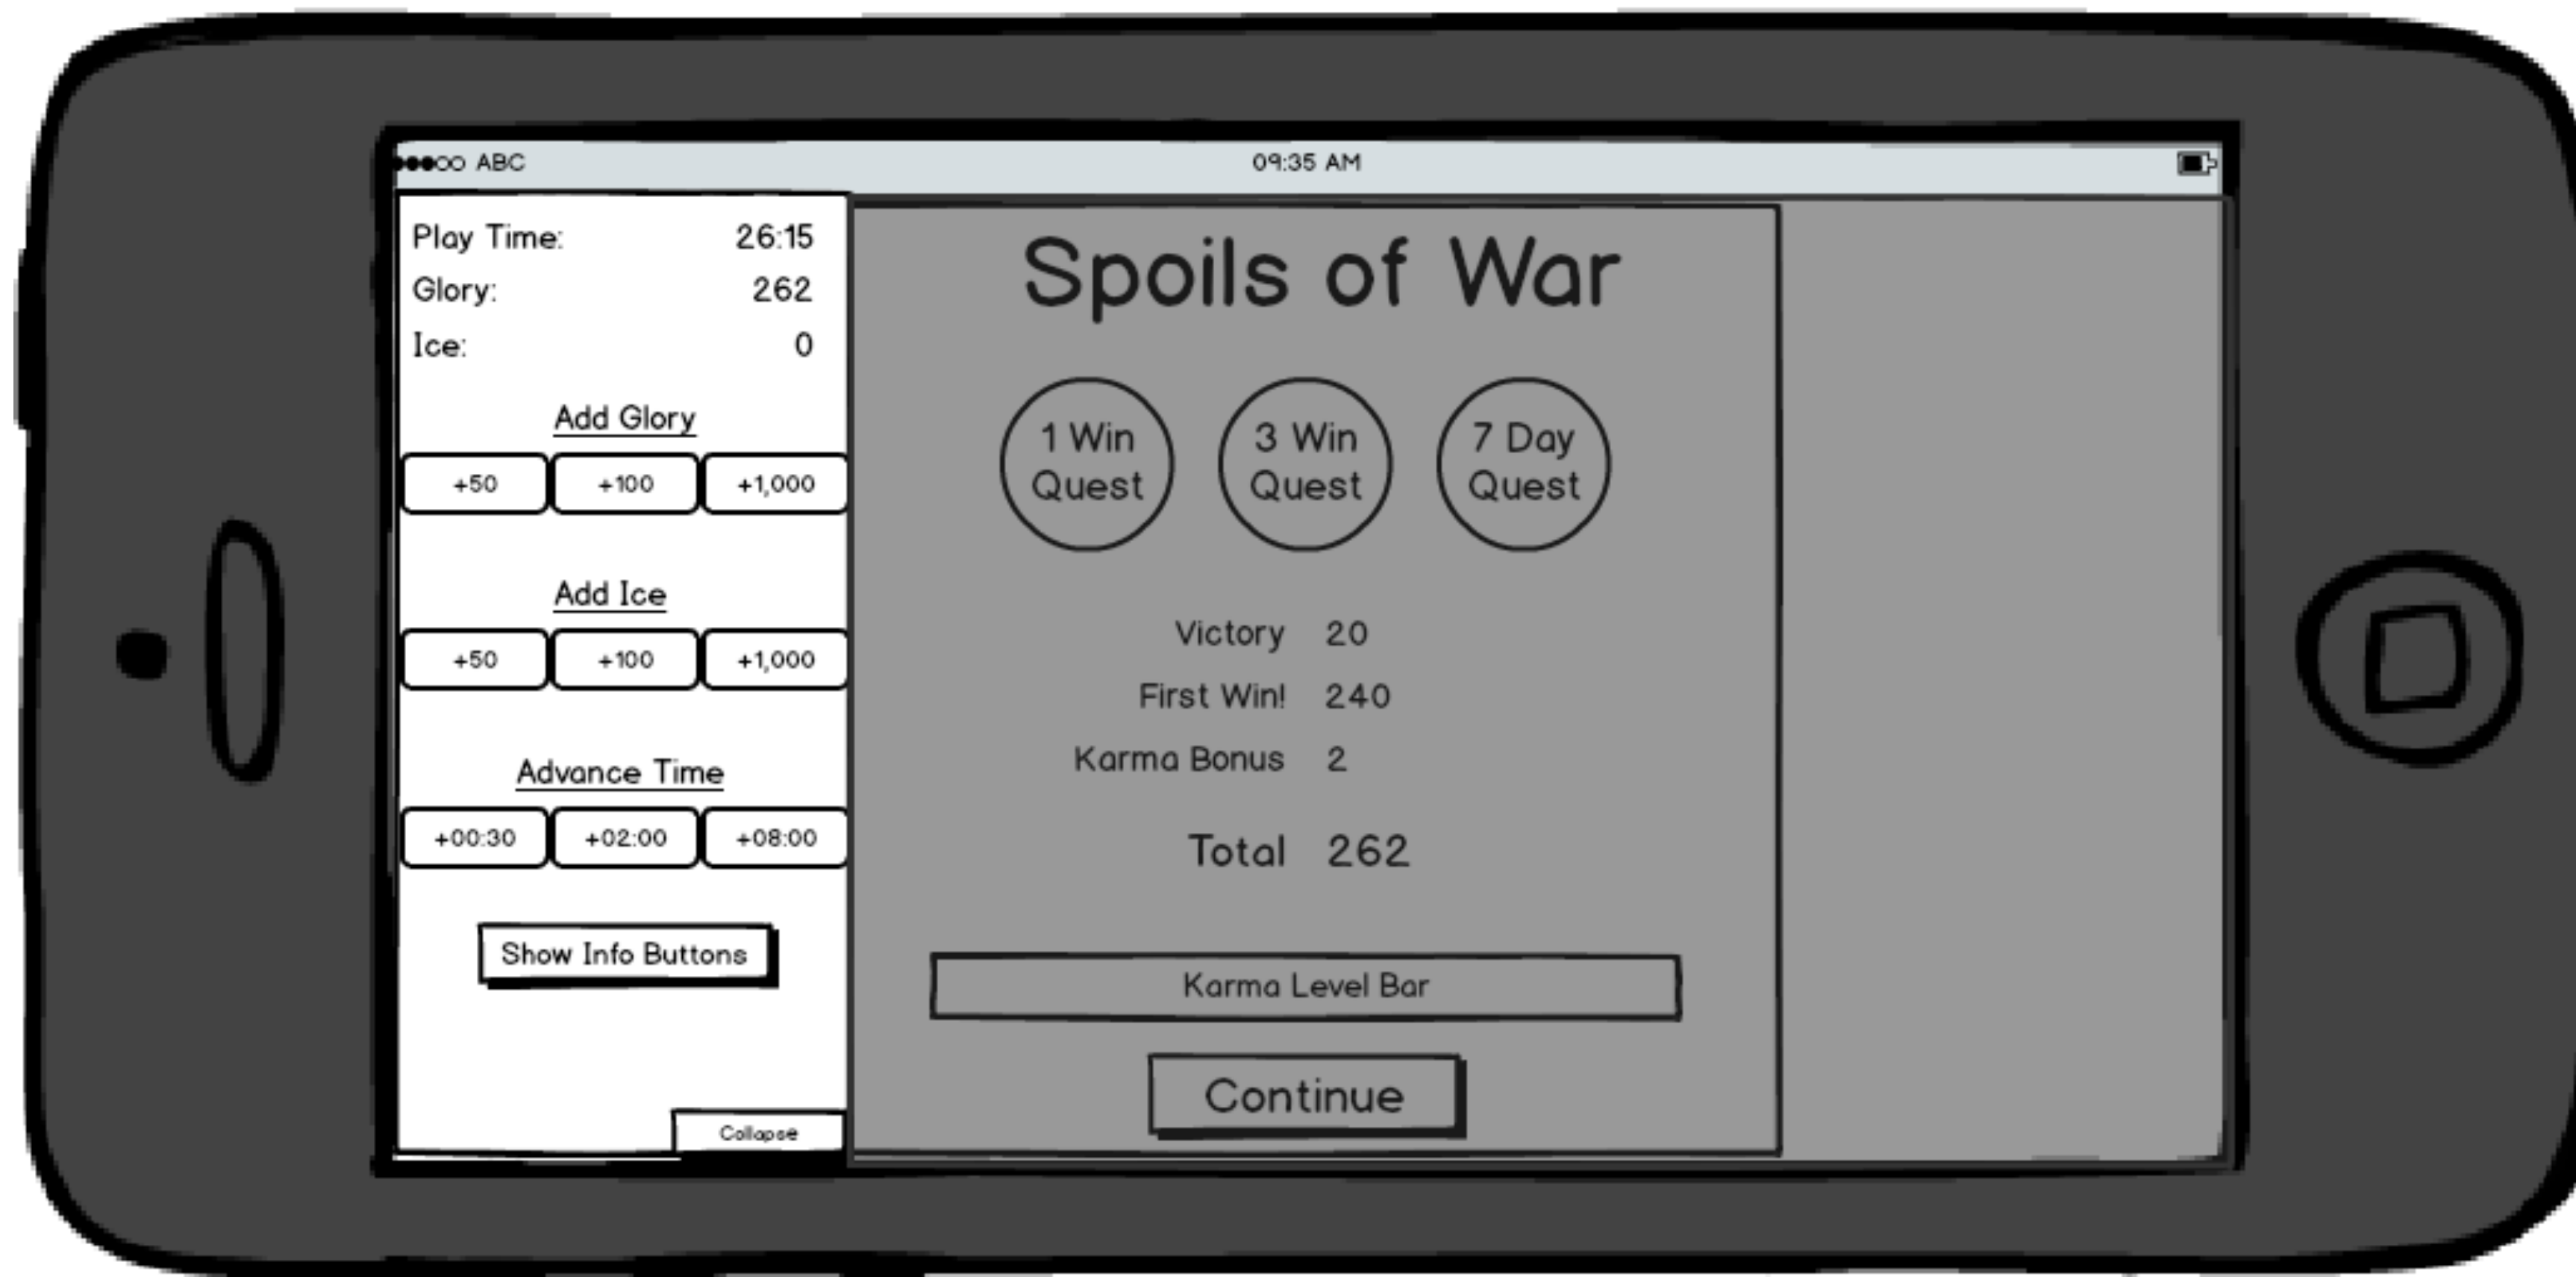 ABC
09:35 AM
Play Time: 26:15
Glory: 262
Ice: 0
Add Glory
+50 +100 +1,000
Add Ice
+50 +100 +1,000
Advance Time
+00:30 +02:00 +08:00
Show Info Buttons
Collapse
Spoils of War
1 Win
Quest
3 Win
Quest
7 Day
Quest
Victory 20
First Win! 240
Karma Bonus 2
Total 262
Karma Level Bar
Continue